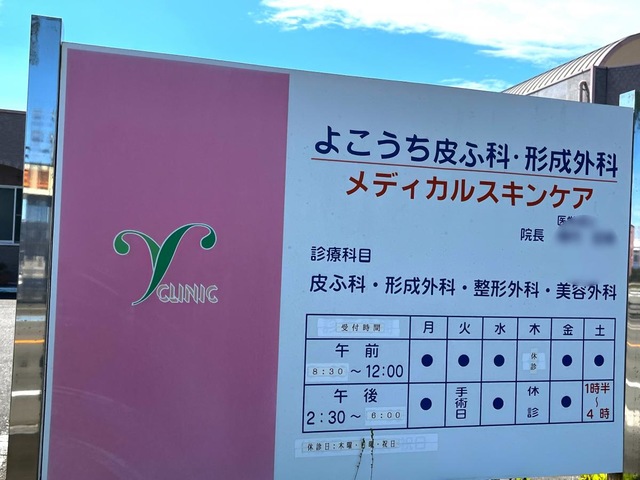 よこうち皮ふ科・形成外科
メディカルスキンケア
院長
診療科目
皮ふ科・形成外科・整形外科・美容外科
CLINIC
受付時間 月 火 水 木 金 土
午前 8:30～12:00 ● ● ● 休診 ● ●
午後 2:30～6:00 ● 手術日 ● 休診 ● 1時半～4時
休診日:木曜・日曜・祝日